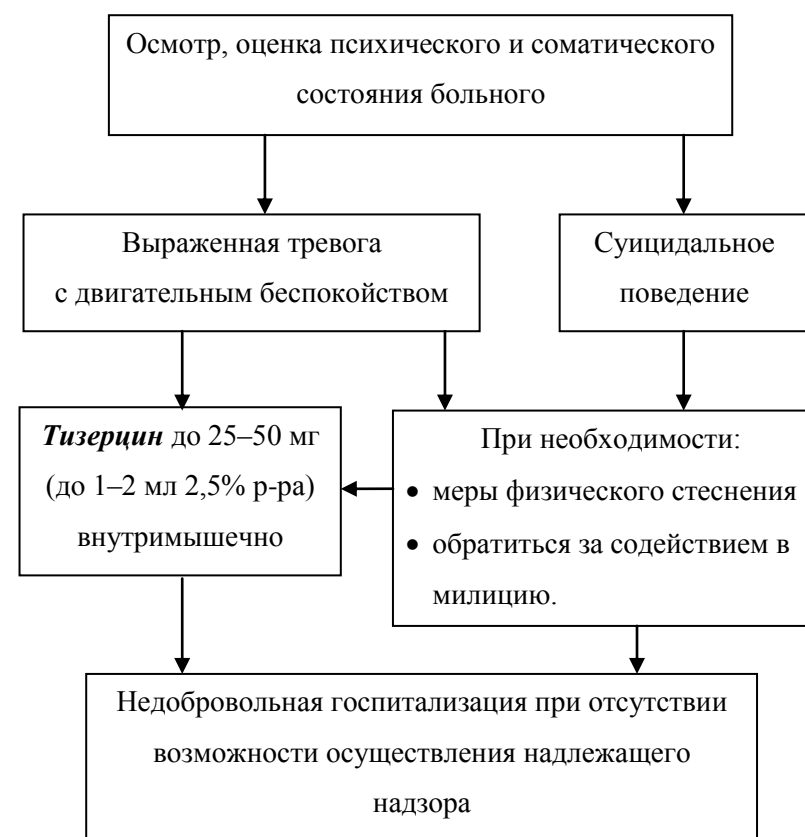 Осмотр, оценка психического и соматического
состояния больного
Выраженная тревога
с двигательным беспокойством
Суицидальное
поведение
Тизерцин до 25–50 мг
(до 1–2 мл 2,5% р-ра)
внутримышечно
При необходимости:
• меры физического стеснения
• обратиться за содействием в
милицию.
Недобровольная госпитализация при отсутствии
возможности осуществления надлежащего
надзора